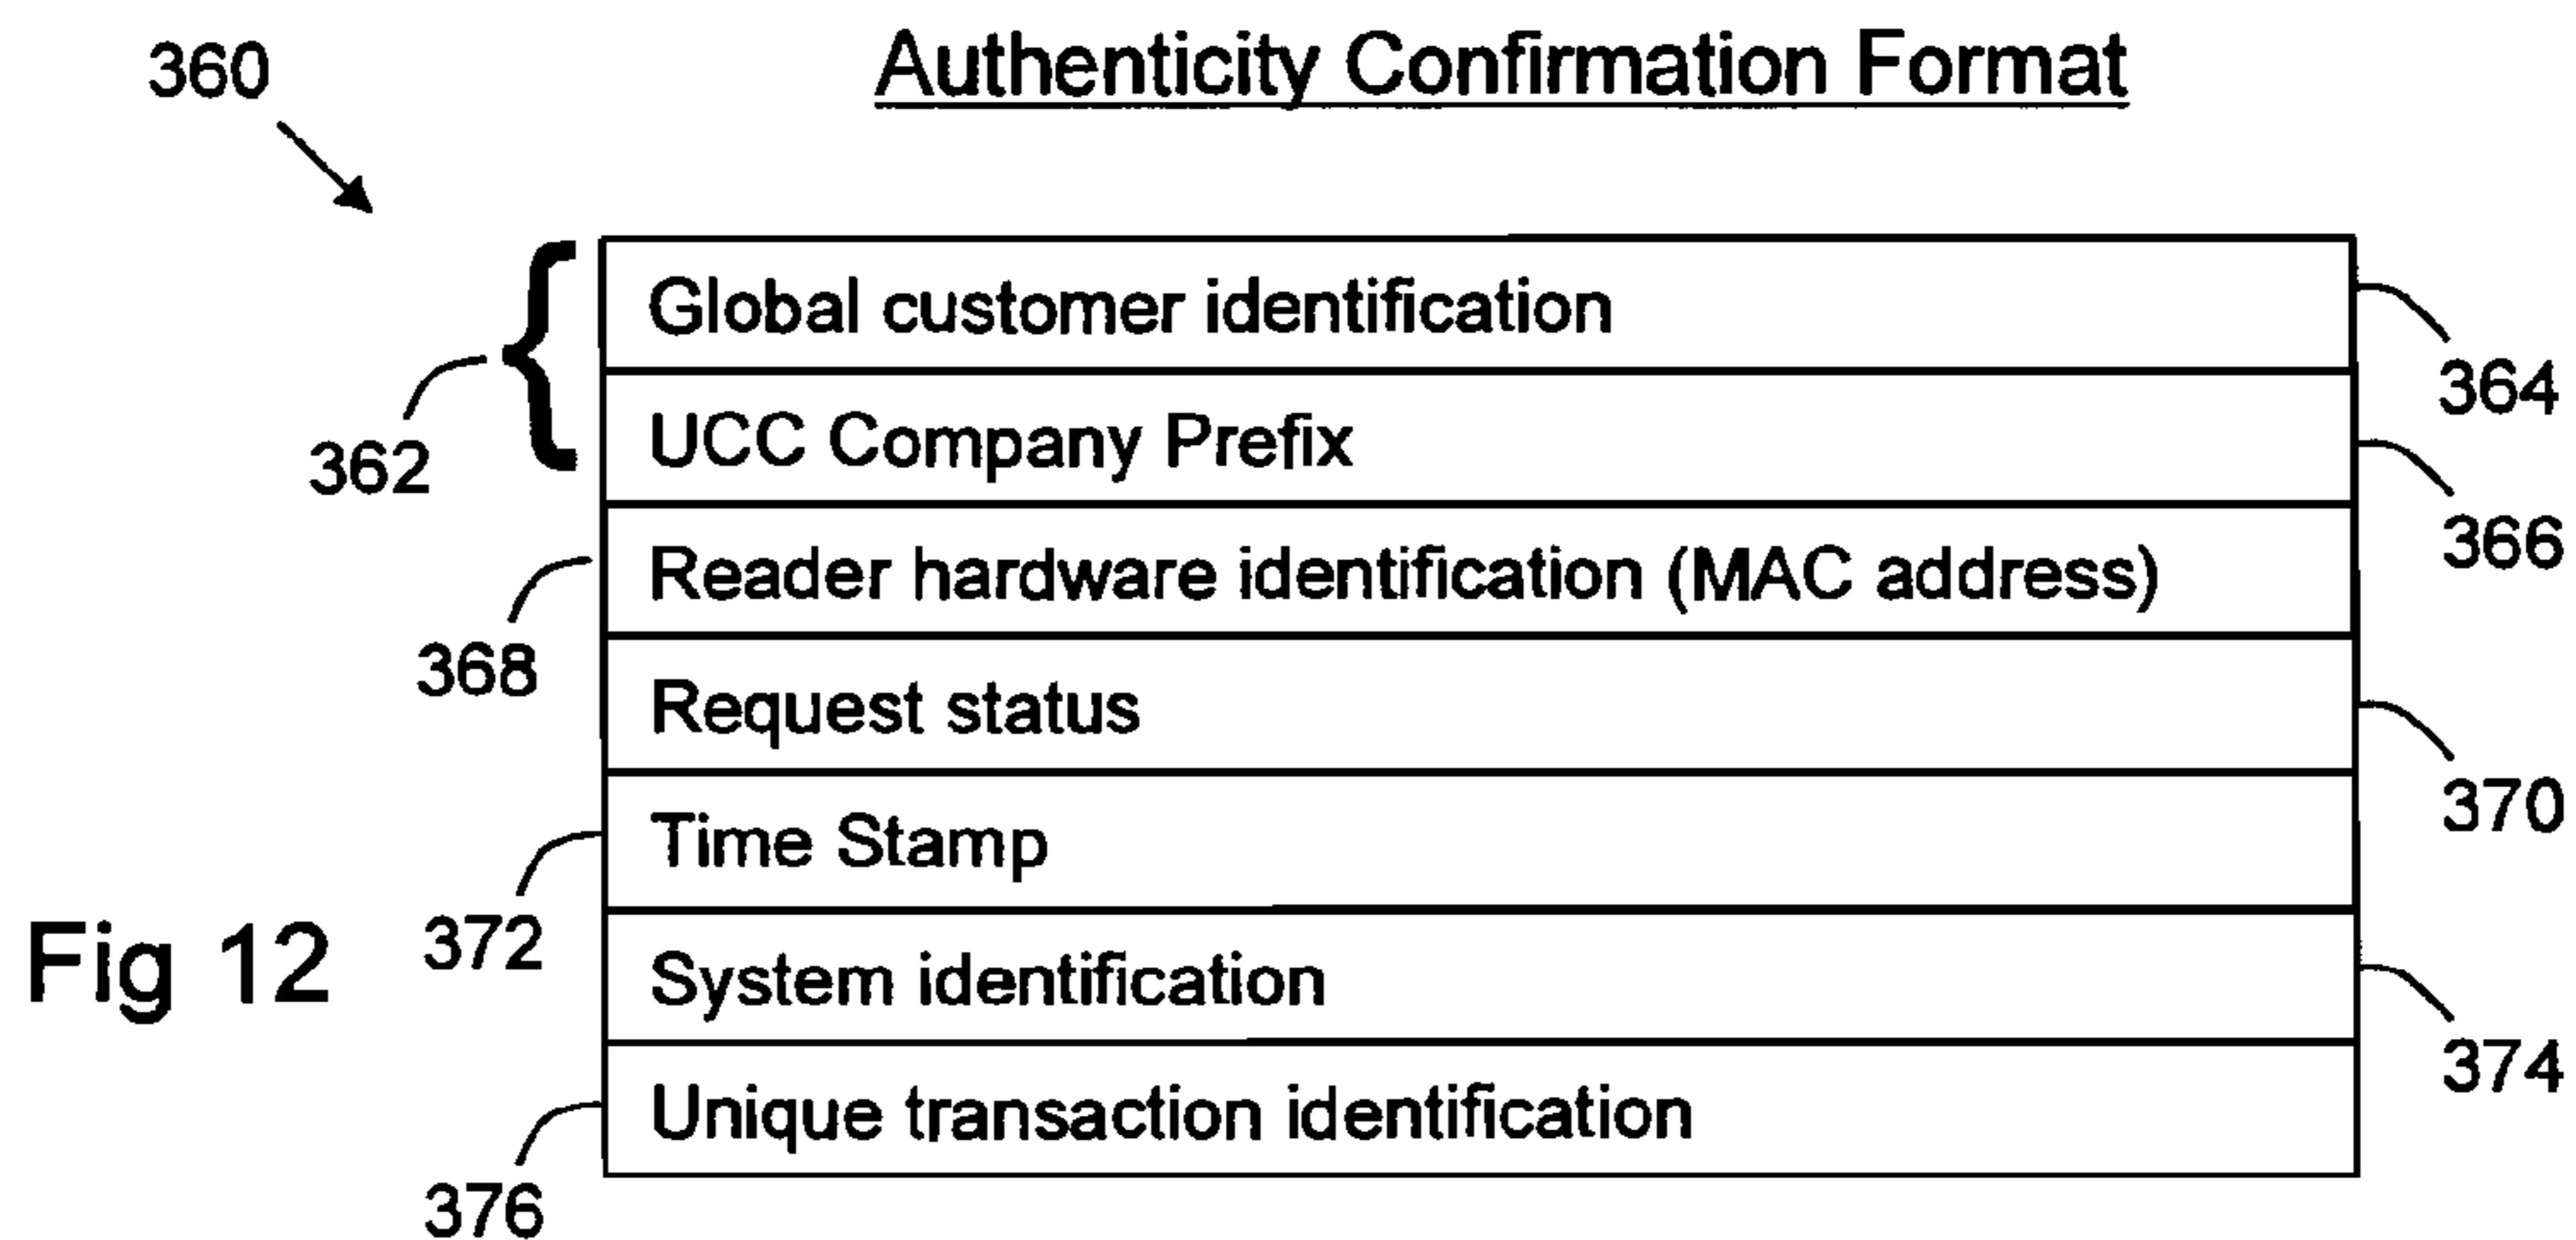 360
Authenticity Confirmation Format
Global customer identification
364
UCC Company Prefix
362
366
Reader hardware identification (MAC address)
368
Request status
370
Time Stamp
372
Fig 12
System identification
374
Unique transaction identification
376